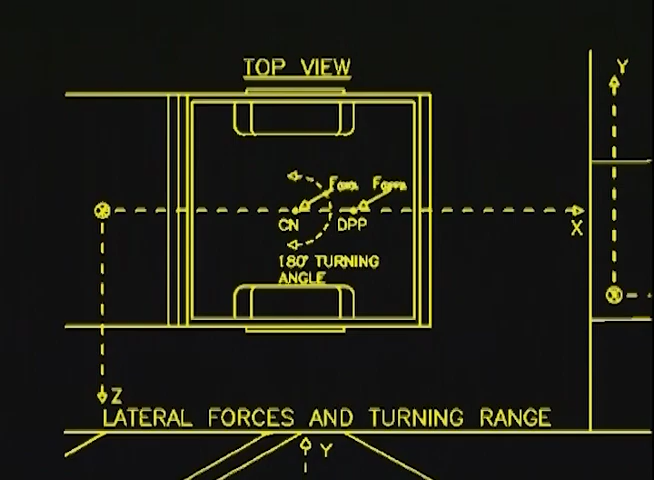 TOP VIEW
Y
X
CN
DPP
180° TURNING
ANGLE
Z
LATERAL FORCES AND TURNING RANGE
Y